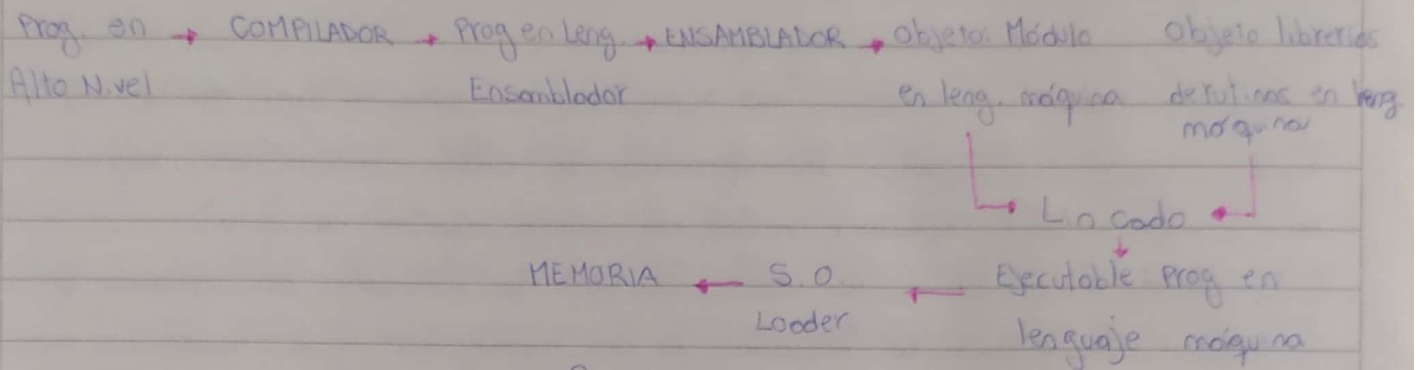 Prog. en → COMPILADOR → Prog en Leng. → ENSAMBLADOR → Objeto: Módulo Objeto librerías
Alto Nivel Ensamblador en leng. máquina de rutinas en leng
máquina
Lincado
MEMORIA ← S.O. ← Ejecutable Prog en
Loader lenguaje máquina